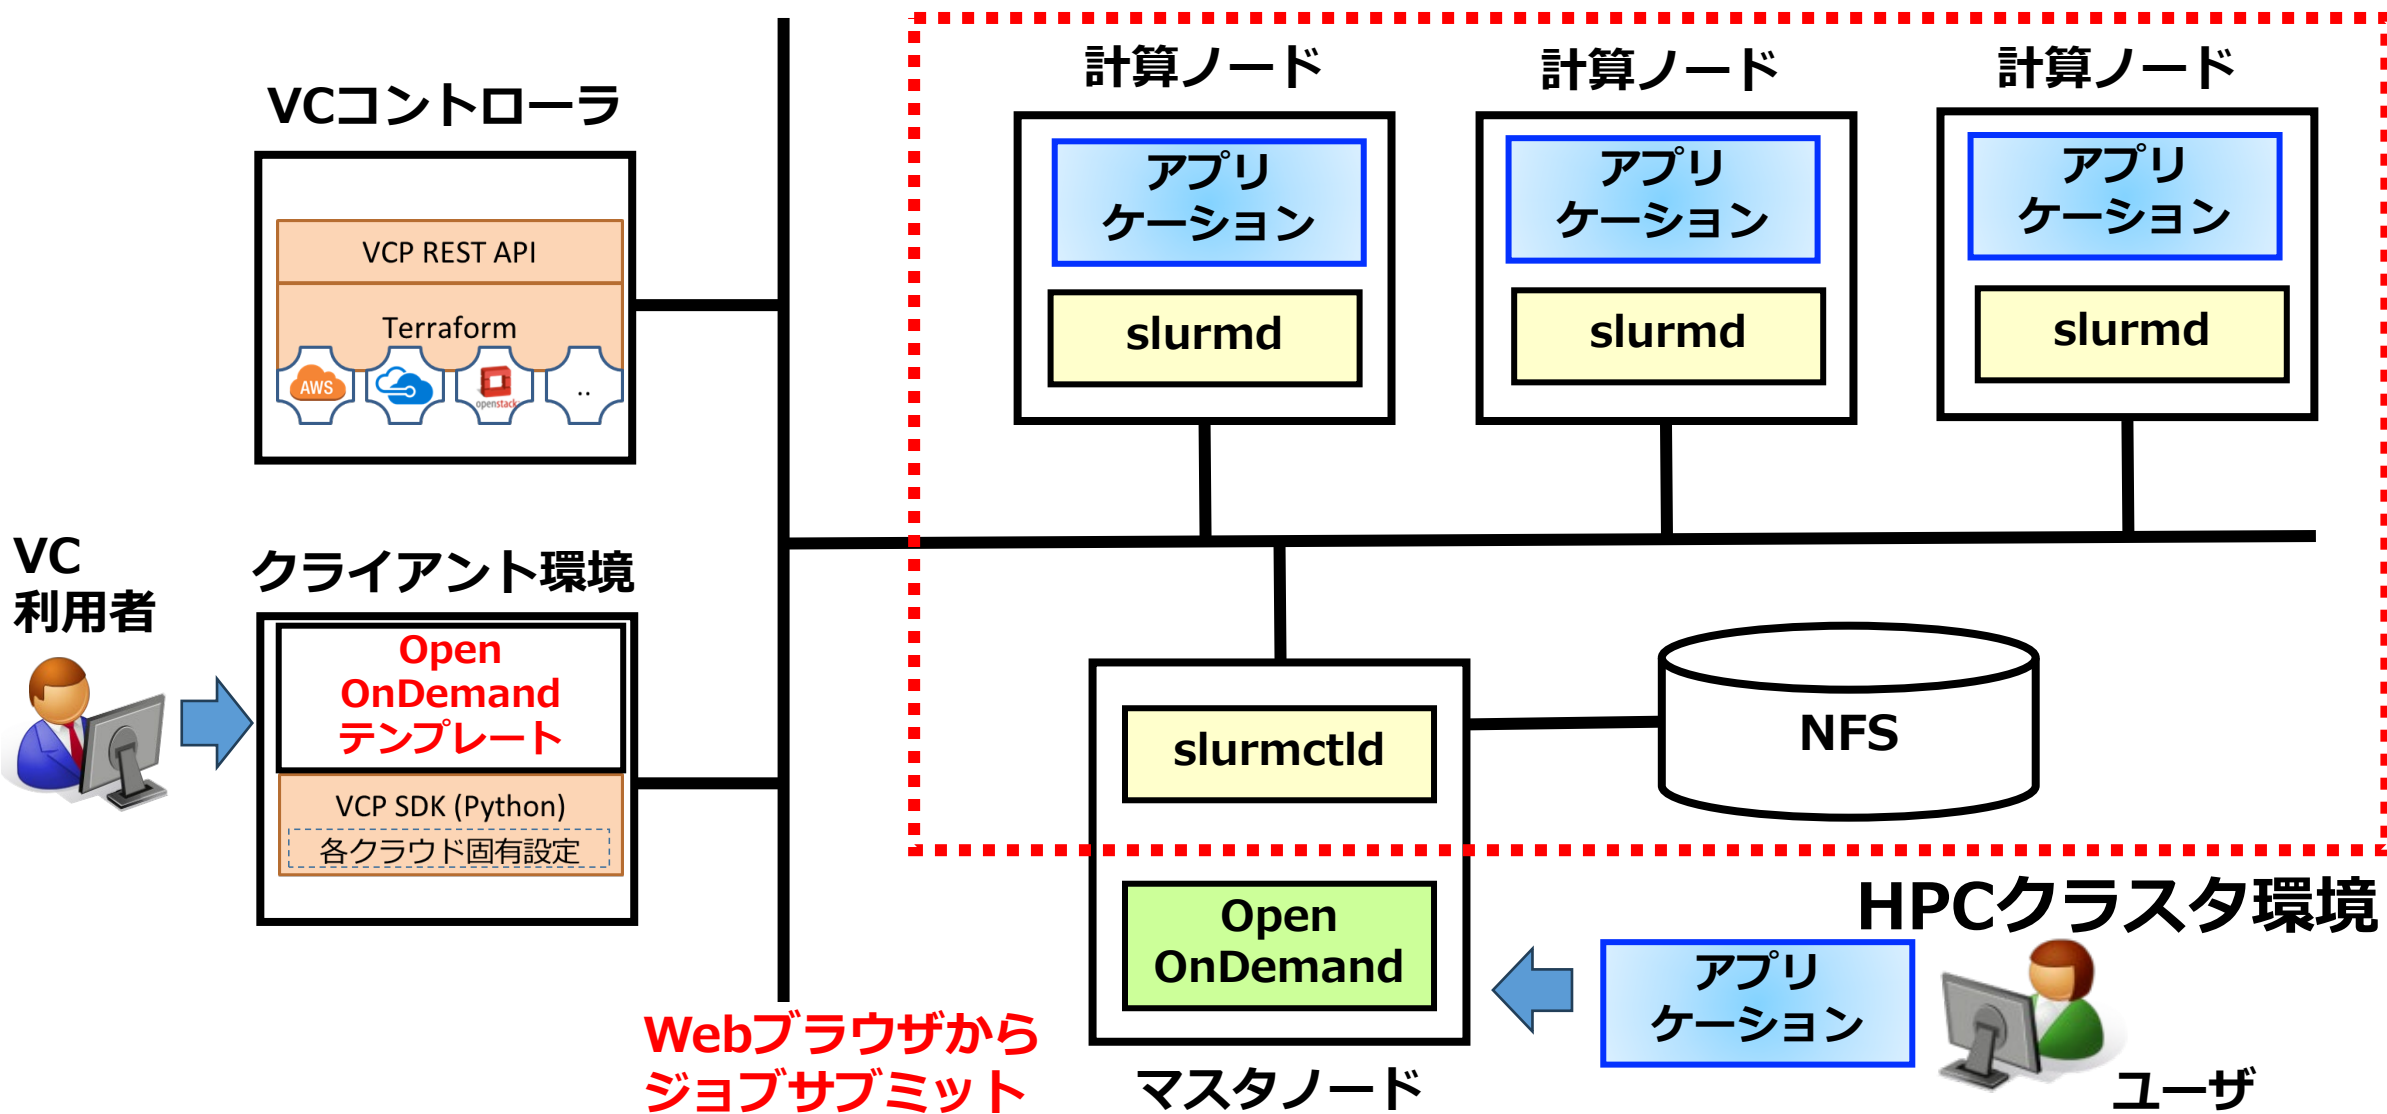 VCコントローラ
VCP REST API
Terraform
AWS
openstack
..
VC
利用者
クライアント環境
Open
OnDemand
テンプレート
VCP SDK (Python)
各クラウド固有設定
計算ノード
アプリ
ケーション
slurmd
計算ノード
アプリ
ケーション
slurmd
計算ノード
アプリ
ケーション
slurmd
slurmctld
NFS
Open
OnDemand
マスタノード
HPCクラスタ環境
アプリ
ケーション
ユーザ
Webブラウザから
ジョブサブミット